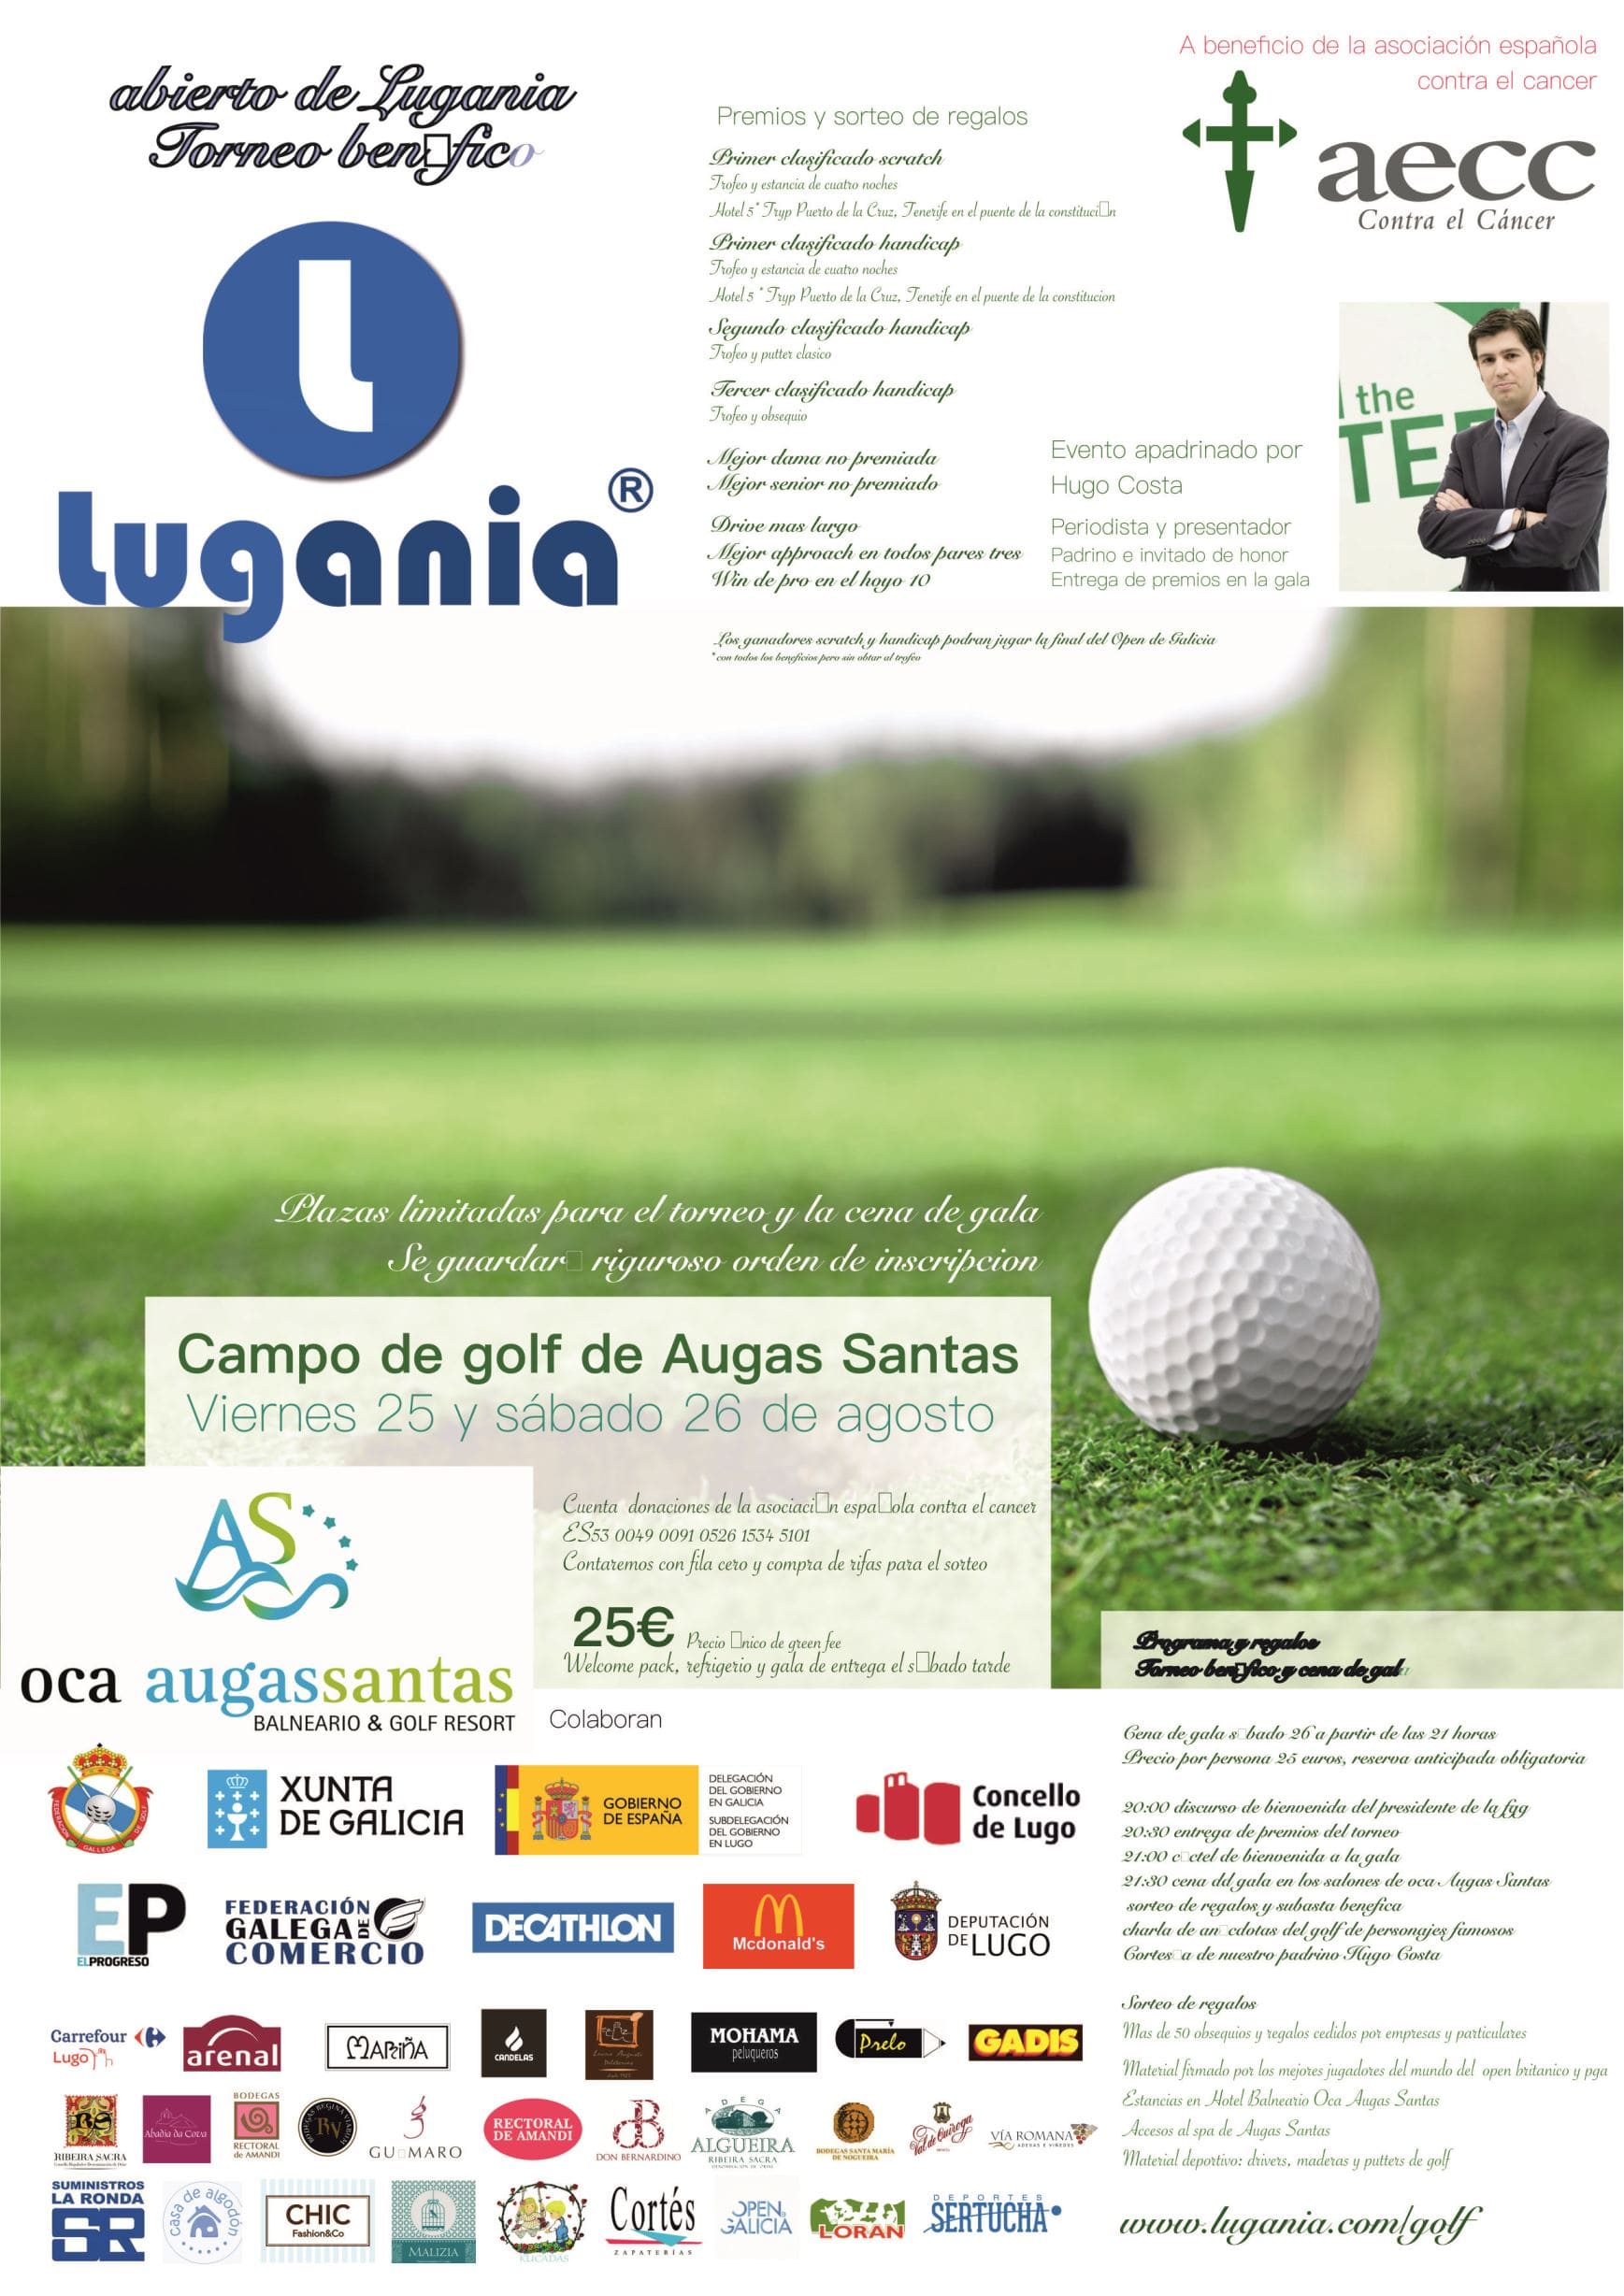 abierto de Lugania
Torneo ben□fico
Lugania®
Premios y sorteo de regalos
Primer clasificado scratch
Trofeo y estancia de cuatro noches
Hotel 5* Tryp Puerto de la Cruz, Tenerife en el puente de la constituci□n
Primer clasificado handicap
Trofeo y estancia de cuatro noches
Hotel 5 * Tryp Puerto de la Cruz, Tenerife en el puente de la constitucion
Segundo clasificado handicap
Trofeo y putter clasico
Tercer clasificado handicap
Trofeo y obsequio
Mejor dama no premiada
Mejor senior no premiado
Drive mas largo
Mejor approach en todos pares tres
Win de pro en el hoyo 10
Los ganadores scratch y handicap podran jugar la final del Open de Galicia
*con todos los beneficios pero sin obtar al trofeo
A beneficio de la asociación española
contra el cancer
aecc
Contra el Cáncer
the
TEE
Evento apadrinado por
Hugo Costa
Periodista y presentador
Padrino e invitado de honor
Entrega de premios en la gala
Plazas limitadas para el torneo y la cena de gala
Se guardar□ riguroso orden de inscripcion
Campo de golf de Augas Santas
Viernes 25 y sábado 26 de agosto
AS
oca augassantas
BALNEARIO & GOLF RESORT
Cuenta donaciones de la asociaci□n espa□ola contra el cancer
ES53 0049 0091 0526 1534 5101
Contaremos con fila cero y compra de rifas para el sorteo
25€ Precio □nico de green fee
Welcome pack, refrigerio y gala de entrega el s□bado tarde
Colaboran
FEDERACIÓN GALLEGA DE GOLF
XUNTA
DE GALICIA
GOBIERNO
DE ESPAÑA
DELEGACIÓN
DEL GOBIERNO
EN GALICIA
SUBDELEGACIÓN
DEL GOBIERNO
EN LUGO
Concello
de Lugo
EP
EL PROGRESO
FEDERACIÓN
GALEGA DE
COMERCIO
DECATHLON
Mcdonald's
DEPUTACIÓN
DE LUGO
Carrefour
Lugo
arenal
MARIÑA
CANDELAS
MOHAMA
peluqueros
Prelo
GADIS
RIBEIRA SACRA
Abadía da Cova
BODEGAS
RECTORAL
de AMANDI
BODEGAS REGINA VIARUM
RV
GU□MARO
RECTORAL
DE AMANDI
DON BERNARDINO
ADEGA
ALGUEIRA
RIBEIRA SACRA
BODEGAS SANTA MARÍA
DE NOGUEIRA
Val de Quiroga
VÍA ROMANA
ADEGAS E VIÑEDOS
SUMINISTROS
LA RONDA
SR
casa de algodón
CHIC
Fashion&Co
MALIZIA
KUCADAS
Cortés
ZAPATERÍAS
OPEN
GALICIA
LORAN
DEPORTES
SERTUCHA
Programa y regalos
Torneo ben□fico y cena de gala
Cena de gala s□bado 26 a partir de las 21 horas
Precio por persona 25 euros, reserva anticipada obligatoria
20:00 discurso de bienvenida del presidente de la fgg
20:30 entrega de premios del torneo
21:00 c□ctel de bienvenida a la gala
21:30 cena dd gala en los salones de oca Augas Santas
sorteo de regalos y subasta benefica
charla de an□cdotas del golf de personajes famosos
Cortes□a de nuestro padrino Hugo Costa
Sorteo de regalos
Mas de 50 obsequios y regalos cedidos por empresas y particulares
Material firmado por los mejores jugadores del mundo del open britanico y pga
Estancias en Hotel Balneario Oca Augas Santas
Accesos al spa de Augas Santas
Material deportivo: drivers, maderas y putters de golf
www.lugania.com/golf